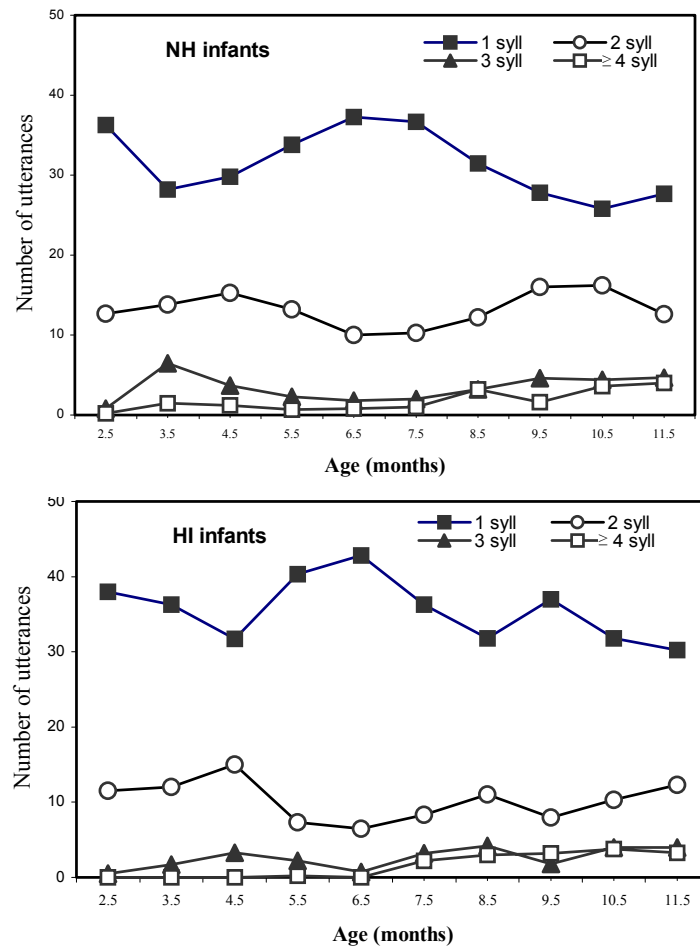 50
NH infants
1 syll 2 syll
3 syll ≥ 4 syll
40
30
20
10
0
Number of utterances
2.5 3.5 4.5 5.5 6.5 7.5 8.5 9.5 10.5 11.5
Age (months)
50
HI infants
1 syll 2 syll
3 syll ≥ 4 syll
40
30
20
10
0
Number of utterances
2.5 3.5 4.5 5.5 6.5 7.5 8.5 9.5 10.5 11.5
Age (months)